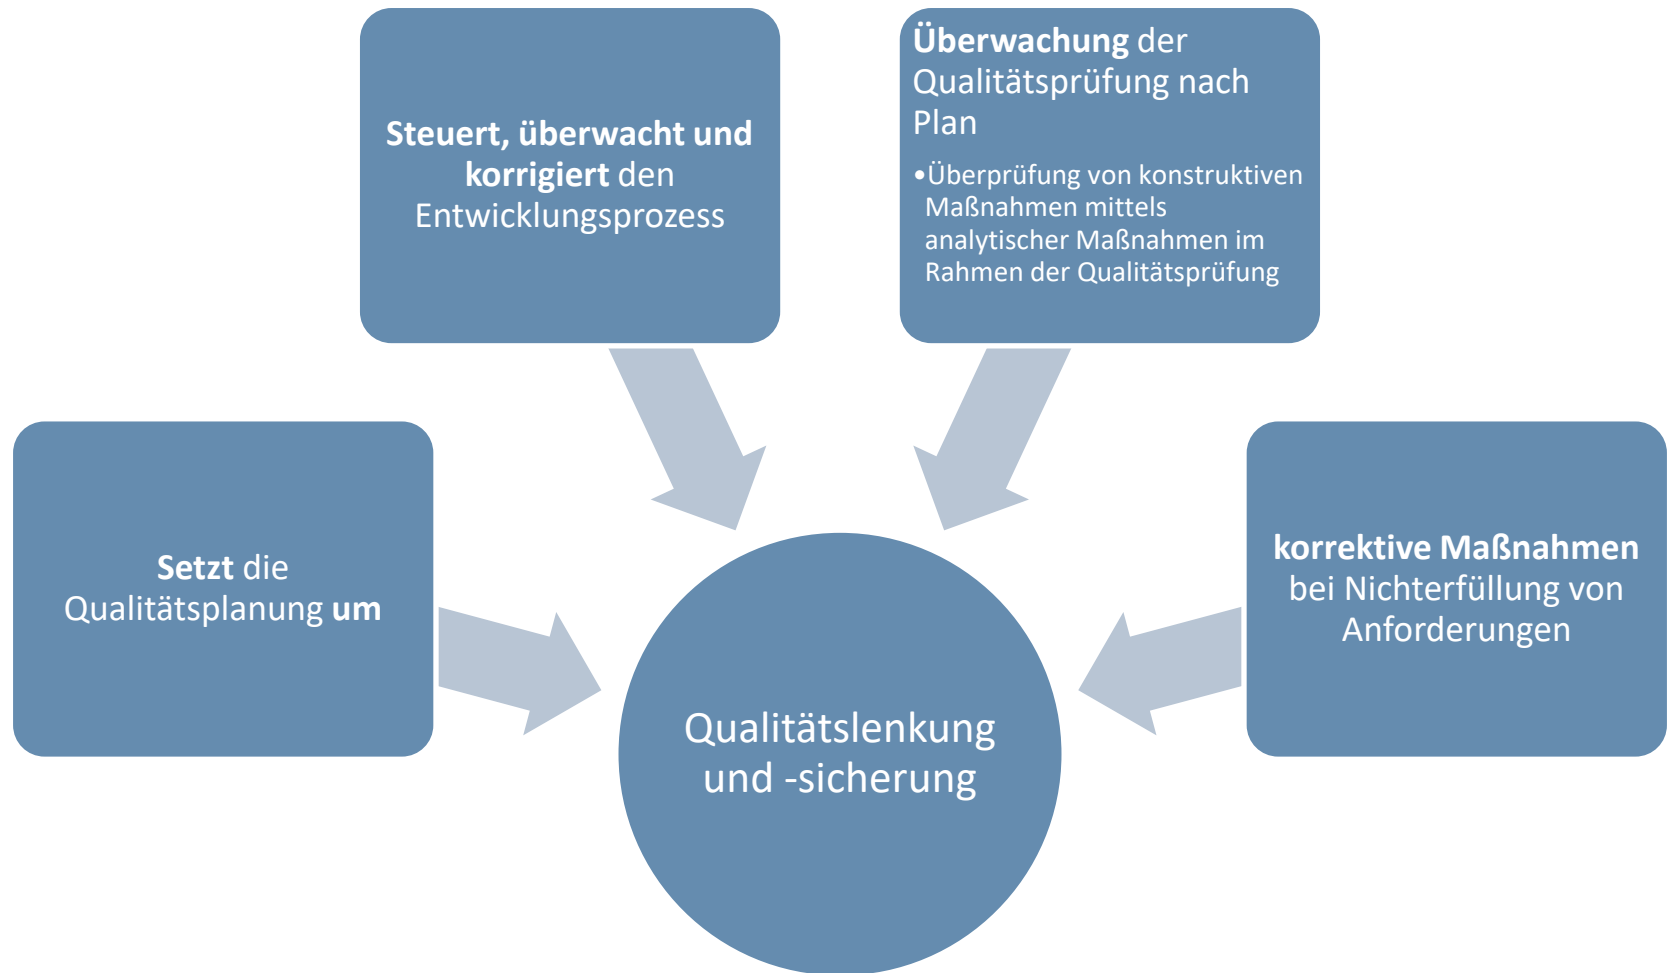 Steuert, überwacht und
korrigiert den
Entwicklungsprozess
Überwachung der
Qualitätsprüfung nach
Plan
•Überprüfung von konstruktiven
Maßnahmen mittels
analytischer Maßnahmen im
Rahmen der Qualitätsprüfung
Setzt die
Qualitätsplanung um
korrektive Maßnahmen
bei Nichterfüllung von
Anforderungen
Qualitätslenkung
und -sicherung